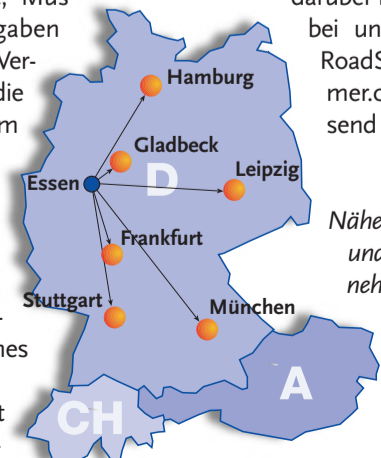 gaben
Ver-
die
darüber
bei un
RoadS
mer.c
send
Hamburg
Gladbeck
D
Leipzig
Essen
Frankfurt
Nähe
und
neh
Stuttgart
München
nes
A
CH